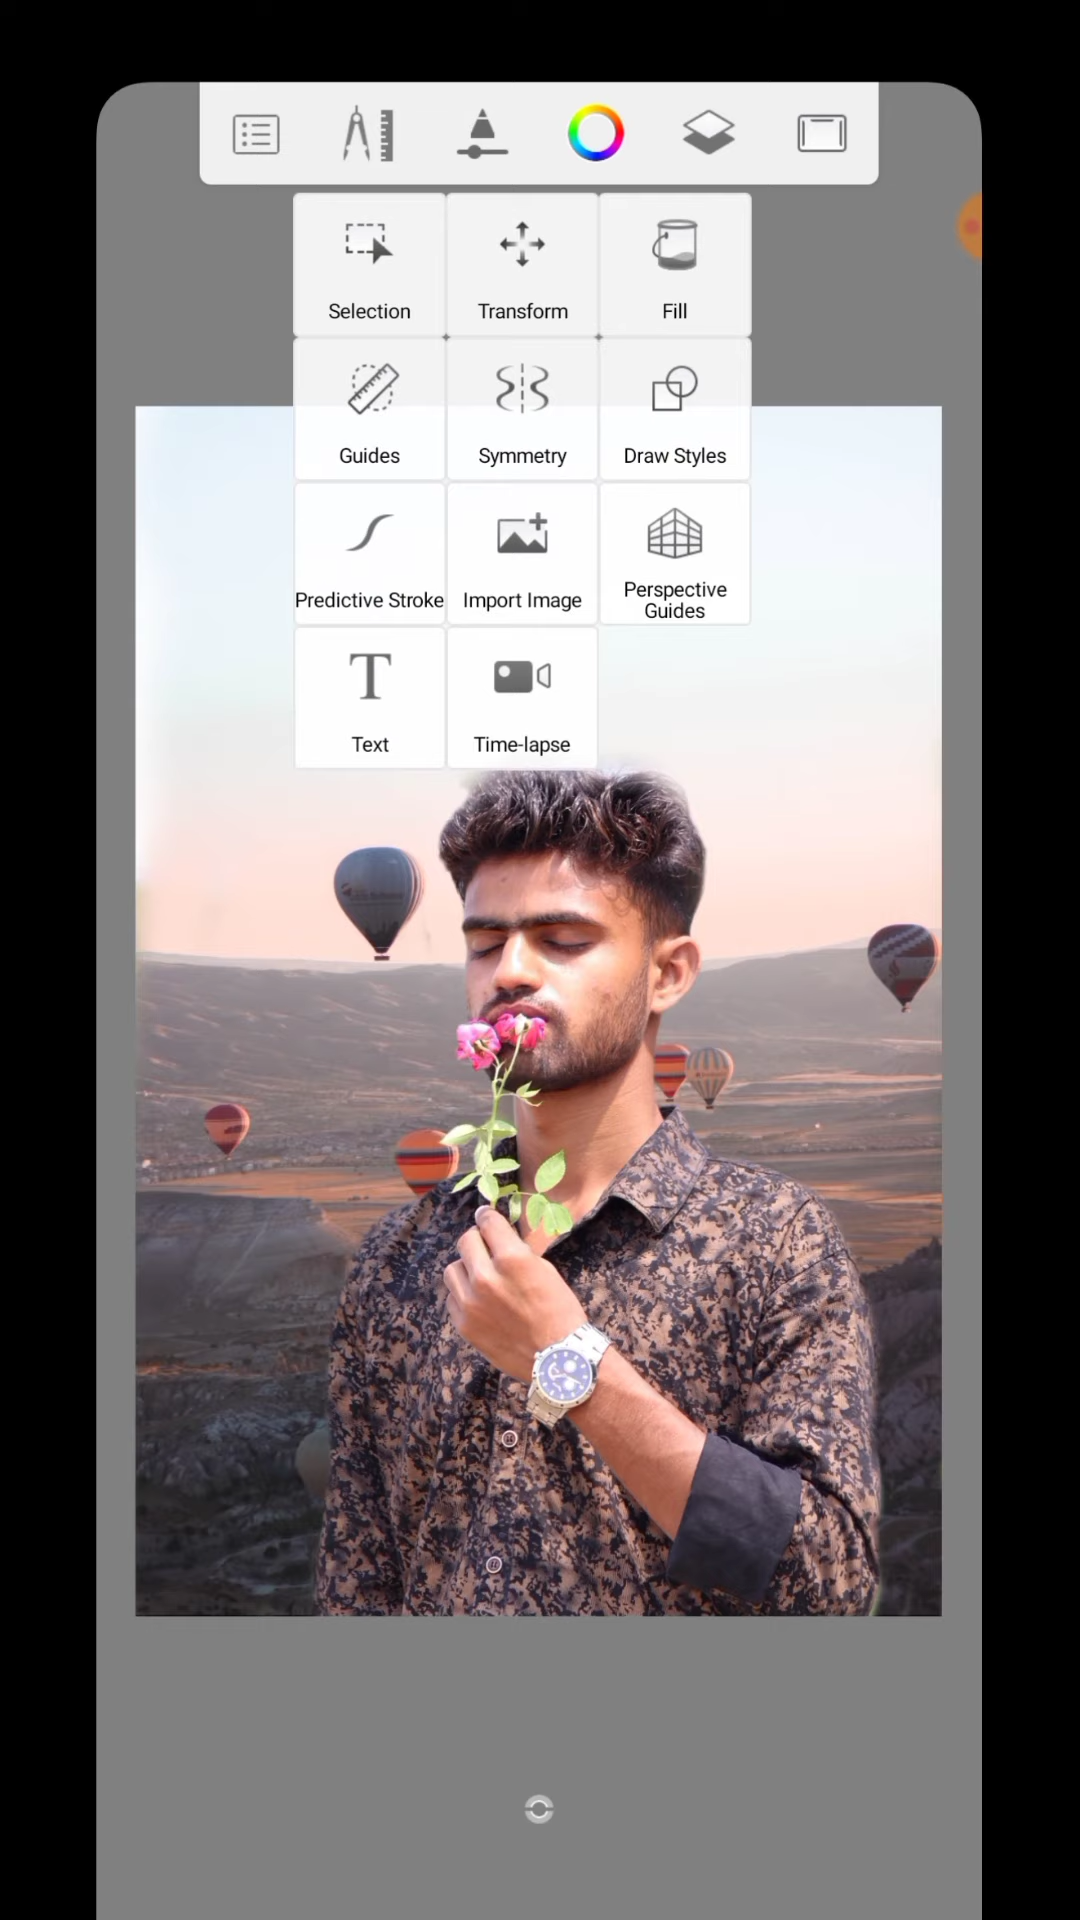 Selection
Transform
Fill
Guides
Symmetry
Draw Styles
Predictive Stroke
Import Image
Perspective
Guides
Text
Time-lapse